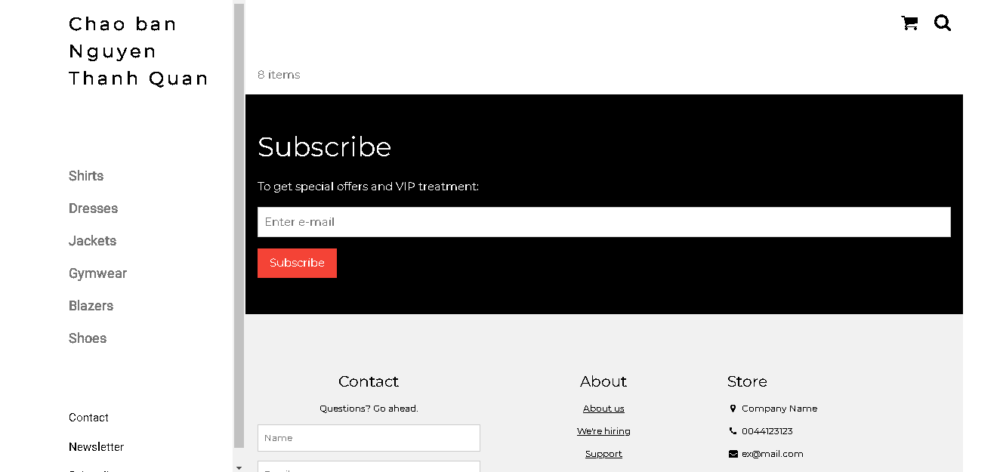 Chao ban
Nguyen
Thanh Quan
Shirts
Dresses
Jackets
Gymwear
Blazers
Shoes
Contact
Newsletter
8 items
Subscribe
To get special offers and VIP treatment:
Enter e-mail
Subscribe
Contact
Questions? Go ahead.
Name
About
About us
We're hiring
Support
Store
Company Name
0044123123
ex@mail.com